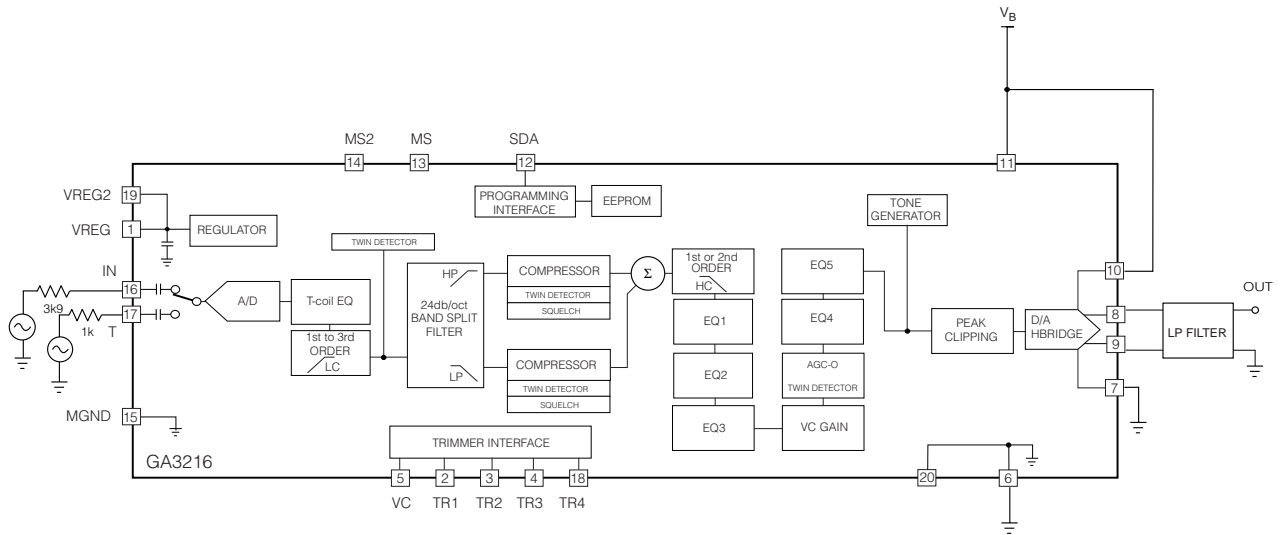 VB
MS2
MS
SDA
14
13
12
11
VREG2
19
PROGRAMMING
INTERFACE
EEPROM
TONE
GENERATOR
VREG
1
REGULATOR
TWIN DETECTOR
IN
16
3k9
17
1k
T
A/D
T-coil EQ
1st to 3rd
ORDER
LC
HP
24db/oct
BAND SPLIT
FILTER
LP
COMPRESSOR
TWIN DETECTOR
SQUELCH
COMPRESSOR
TWIN DETECTOR
SQUELCH
Σ
1st or 2nd
ORDER
HC
EQ1
EQ2
EQ3
EQ5
EQ4
AGC-O
TWIN DETECTOR
VC GAIN
PEAK
CLIPPING
D/A
HBRIDGE
10
8
9
7
LP FILTER
OUT
MGND
15
TRIMMER INTERFACE
GA3216
5
2
3
4
18
20
6
VC
TR1
TR2
TR3
TR4